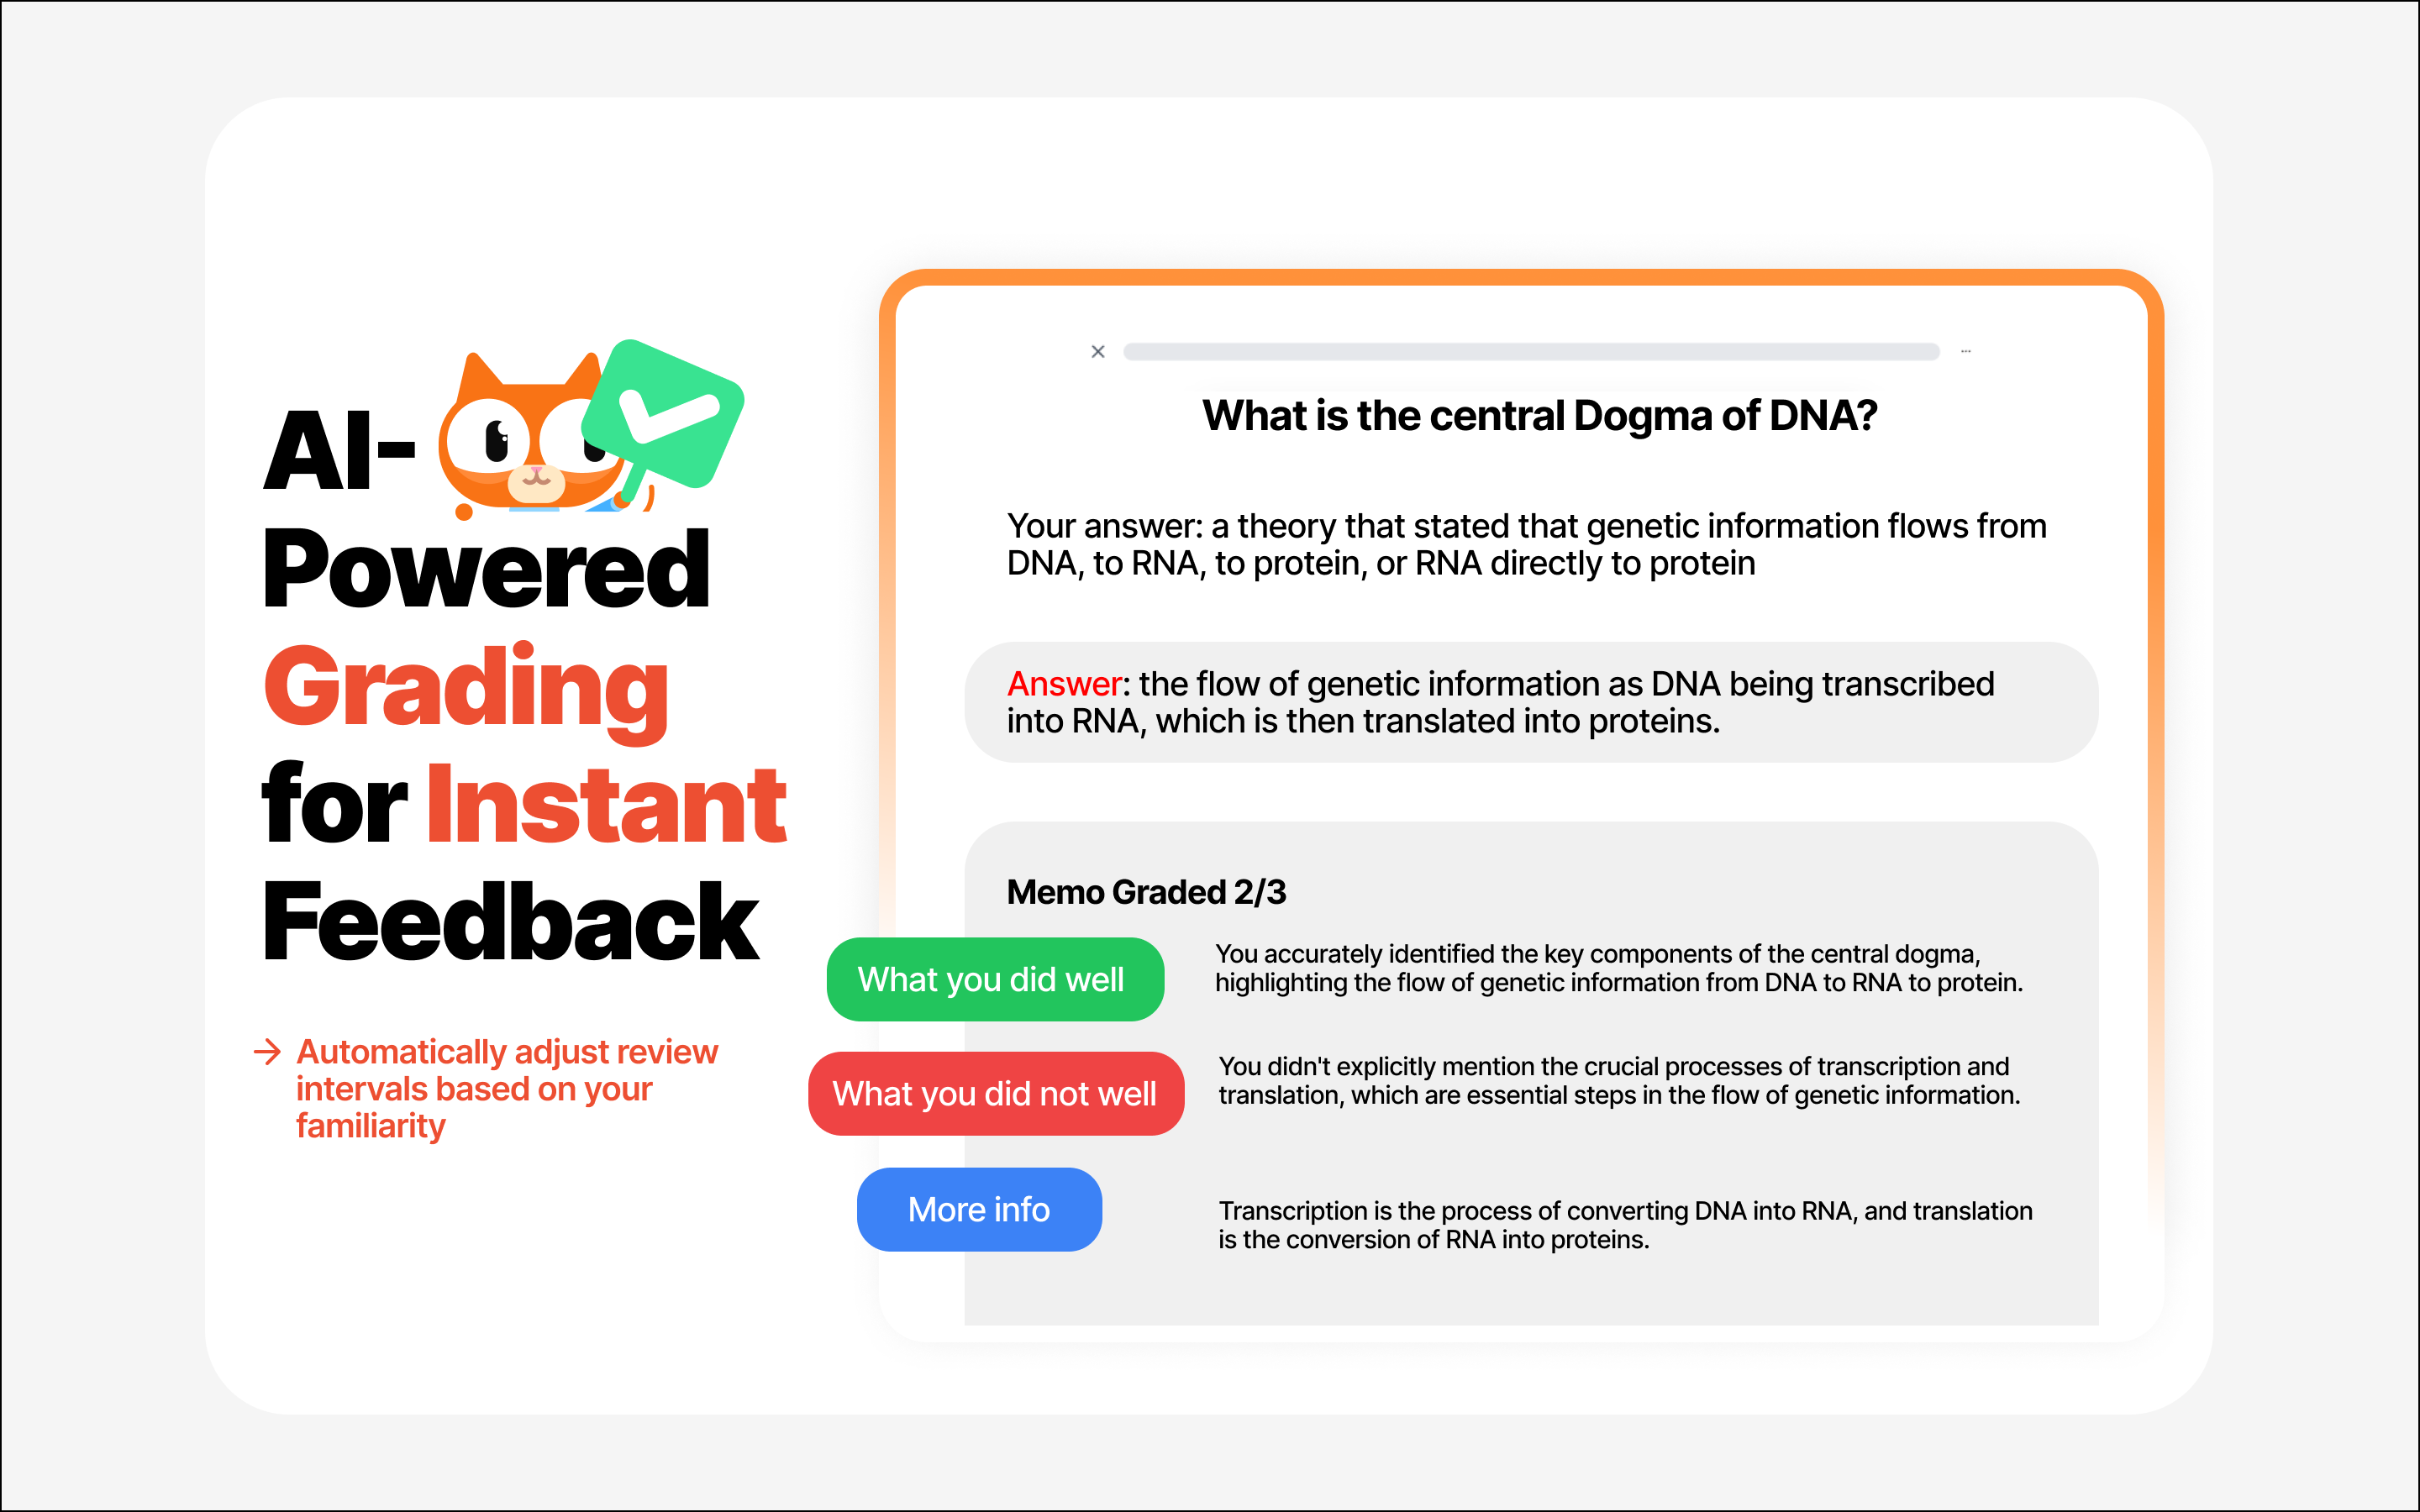 AI-
Powered
Grading
for Instant
Feedback
→ Automatically adjust review
intervals based on your
familiarity
What is the central Dogma of DNA?
Your answer: a theory that stated that genetic information flows from
DNA, to RNA, to protein, or RNA directly to protein
Answer: the flow of genetic information as DNA being transcribed
into RNA, which is then translated into proteins.
Memo Graded 2/3
What you did well
You accurately identified the key components of the central dogma,
highlighting the flow of genetic information from DNA to RNA to protein.
What you did not well
You didn't explicitly mention the crucial processes of transcription and
translation, which are essential steps in the flow of genetic information.
More info
Transcription is the process of converting DNA into RNA, and translation
is the conversion of RNA into proteins.